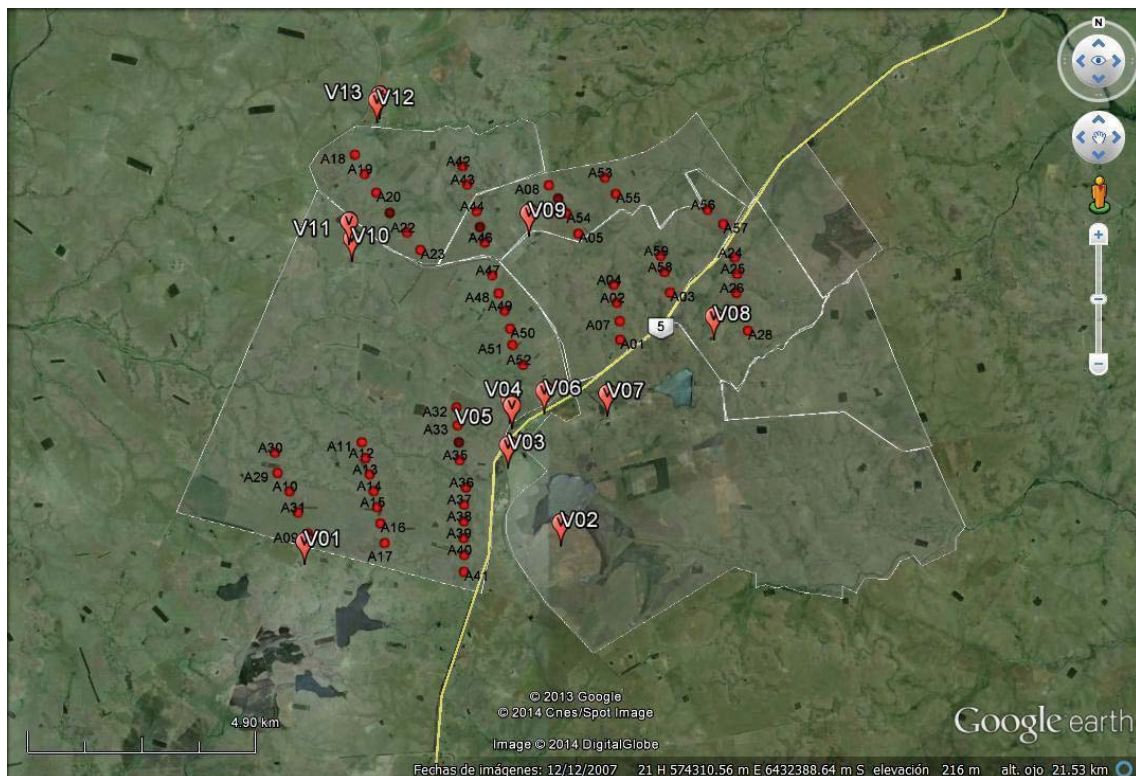 N
V13 V12
A18
A19
A42
A43
A20
A08
A53
A55
A44
A54
V09
A56
V11
V10
A22
A46
A05
A57
A23
A59
A24
A58
A25
A47
A04
A48
A02
A03
A26
A49
A07
V08
A50
5
A28
A51
A01
A52
V04
V06
V07
A32
V05
A33
A11
V03
A30
A12
A35
A29
A13
A10
A14
A36
A31
A15
A37
A16
A38
V02
A09
V01
A39
A17
A40
A41
© 2013 Google
© 2014 Cnes/Spot Image
4.90 km
Image © 2014 DigitalGlobe
Google earth
Fechas de imágenes: 12/12/2007 21 H 574310.56 m E 6432388.64 m S elevación 216 m alt. ojo 21.53 km